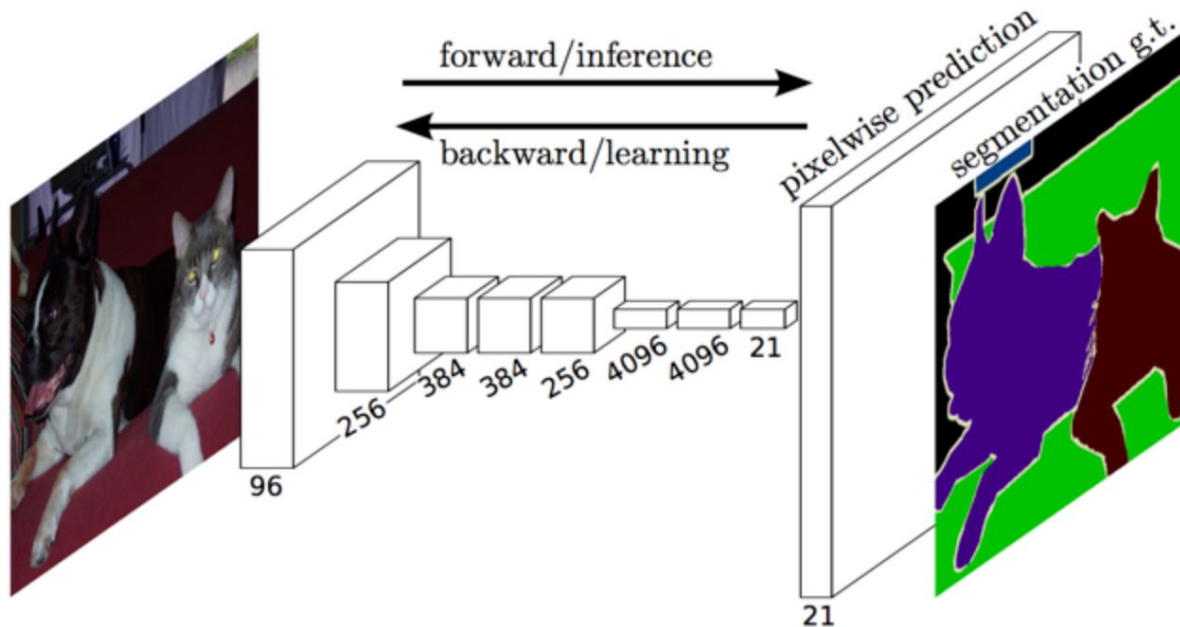 forward/inference
backward/learning
pixelwise prediction
segmentation g.t.
96
256
384
384
256
4096
4096
21
21